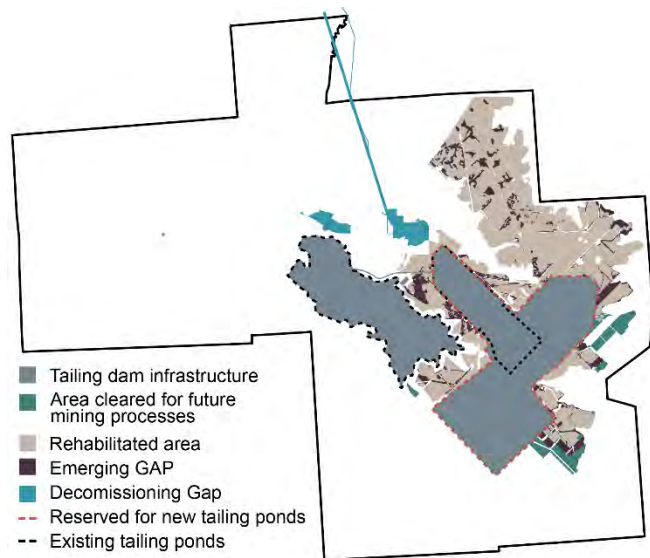 Tailing dam infrastructure
Area cleared for future
mining processes
Rehabilitated area
Emerging GAP
Decomissioning Gap
Reserved for new tailing ponds
Existing tailing ponds